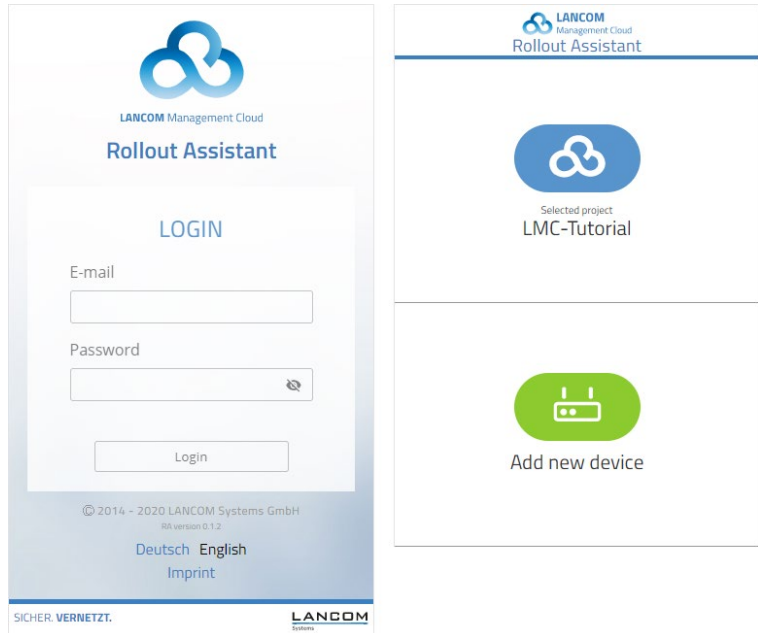 LANCOM Management Cloud
Rollout Assistant
LOGIN
E-mail
Password
Login
© 2014 - 2020 LANCOM Systems GmbH
RA version 0.1.2
Deutsch English
Imprint
SICHER. VERNETZT.
LANCOM
Systems
LANCOM
Management Cloud
Rollout Assistant
Selected project
LMC-Tutorial
Add new device